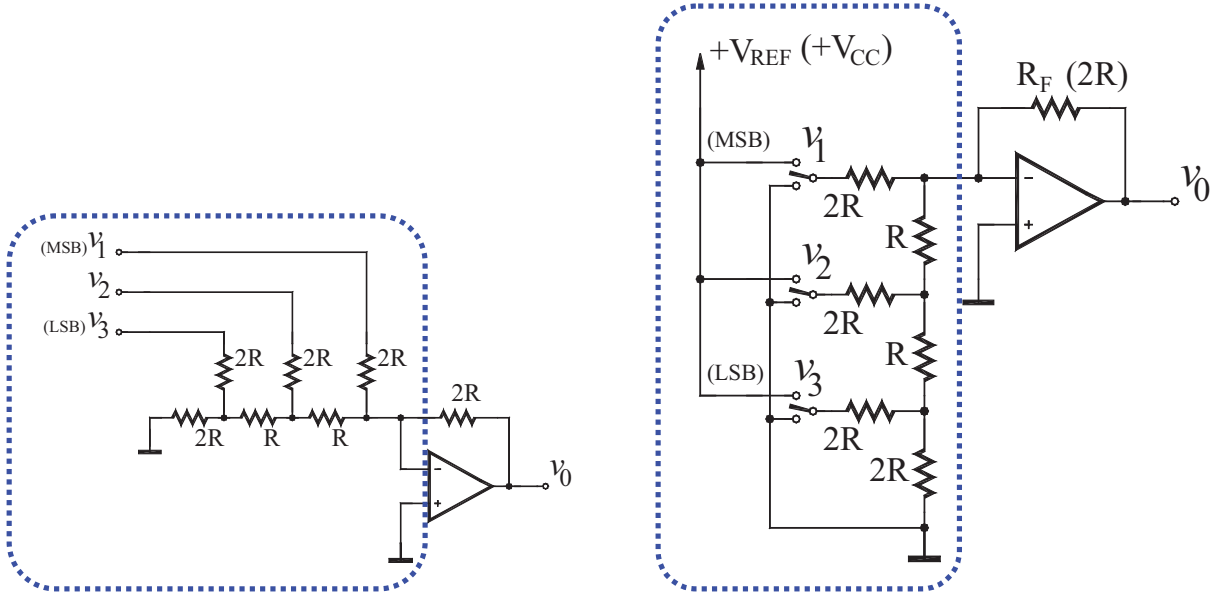 (MSB) v1
v2
(LSB) v3
2R
2R
2R
2R
R
R
2R
v0
−
+
+VREF (+VCC)
RF (2R)
(MSB) v1
2R
R
v2
2R
R
(LSB) v3
2R
2R
−
+
v0